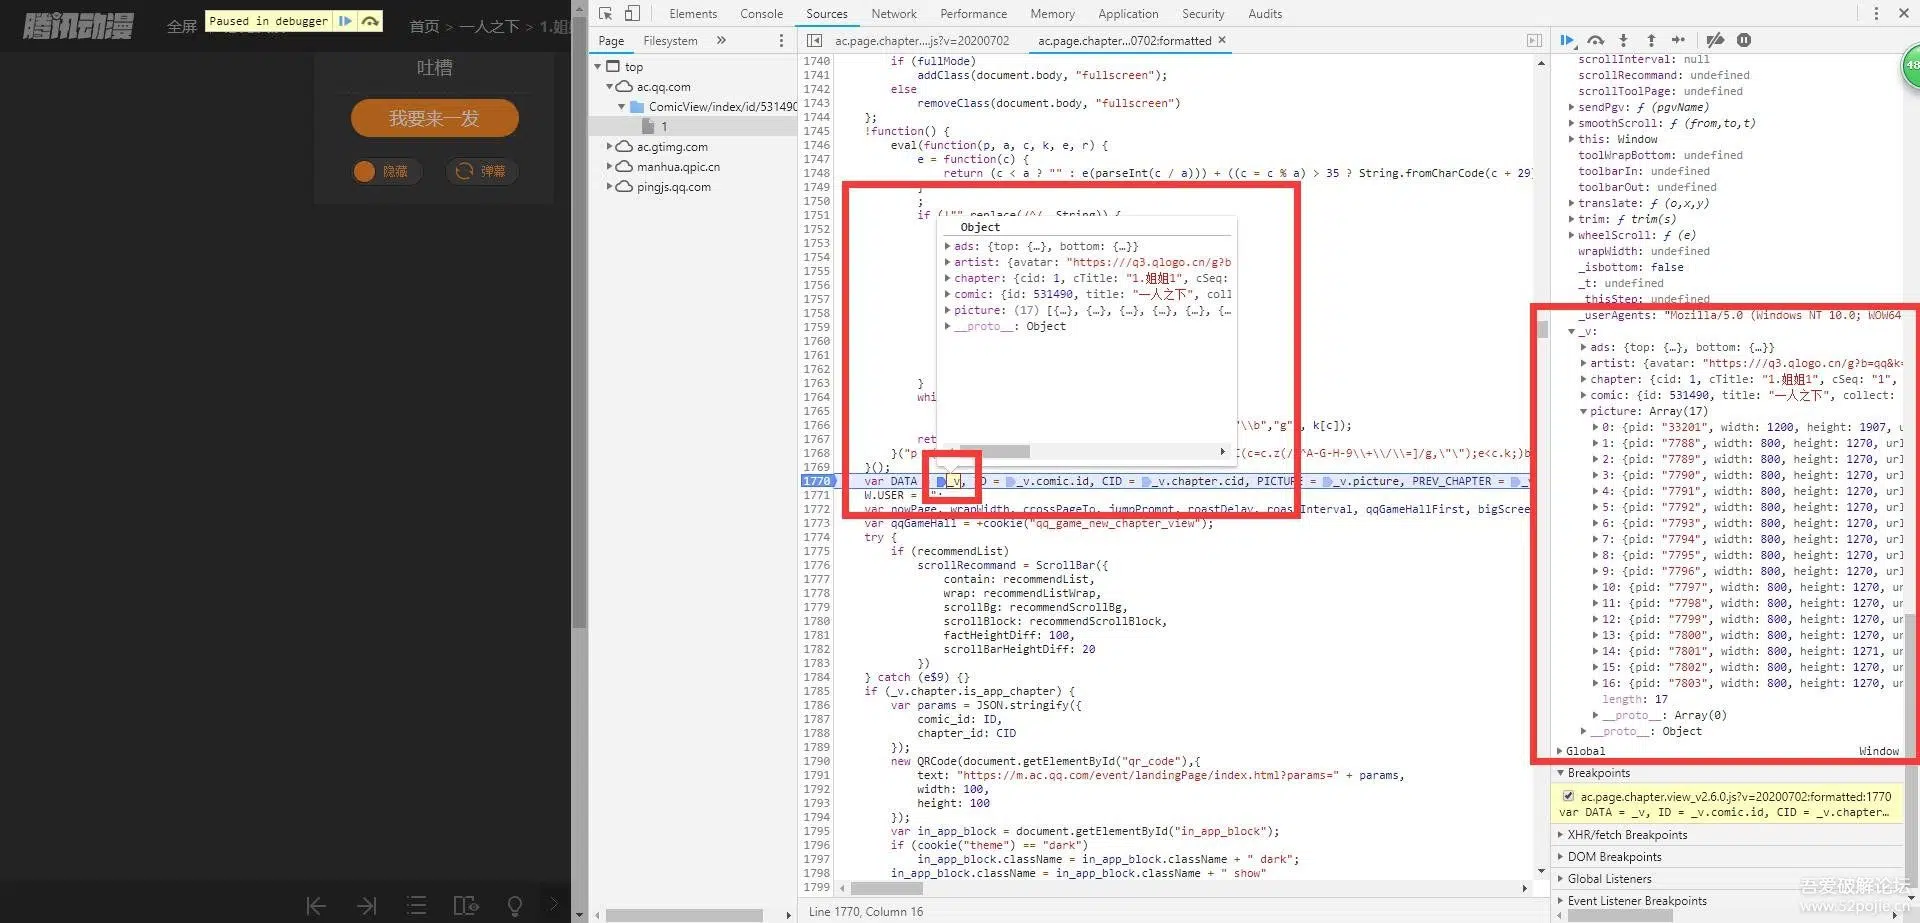 腾讯动漫
全屏
Paused in debugger
首页 > 一人之下 > 1.姐
吐槽
我要来一发
隐藏
弹幕
Elements Console Sources Network Performance Memory Application Security Audits
Page Filesystem »
top
ac.qq.com
ComicView/index/id/531490
1
ac.gtimg.com
manhua.qpic.cn
pingjs.qq.com
ac.page.chapter....js?v=20200702
ac.page.chapter...0702:formatted ×
1740 if (fullMode)
1741 addClass(document.body, "fullscreen");
1742 else
1743 removeClass(document.body, "fullscreen")
1744 };
1745 !function() {
1746 eval(function(p, a, c, k, e, r) {
1747 e = function(c) {
1748 return (c < a ? "" : e(parseInt(c / a))) + ((c = c % a) > 35 ? String.fromCharCode(c + 29)
1749
1750 ;
1751 if (!"".replace(/^/, String)) {
1752
1753
1754
1755
1756
1757
1758
1759
1760
1761
1762
1763 }
1764 whi
1765
1766 "\\b","g"), k[c]);
1767 ret
1768 }("p
1769 }();
1770 var DATA = _v, ID = _v.comic.id, CID = _v.chapter.cid, PICTURE = _v.picture, PREV_CHAPTER =
1771 W.USER =
1772 var nowPage, wrapWidth, crossPageTo, jumpPrompt, roastDelay, roastInterval, qqGameHallFirst, bigScree
1773 var qqGameHall = +cookie("qq_game_new_chapter_view");
1774 try {
1775 if (recommendList)
1776 scrollRecommand = ScrollBar({
1777 contain: recommendList,
1778 wrap: recommendListWrap,
1779 scrollBg: recommendScrollBg,
1780 scrollBlock: recommendScrollBlock,
1781 factHeightDiff: 100,
1782 scrollBarHeightDiff: 20
1783 })
1784 } catch (e$9) {}
1785 if (_v.chapter.is_app_chapter) {
1786 var params = JSON.stringify({
1787 comic_id: ID,
1788 chapter_id: CID
1789 });
1790 new QRCode(document.getElementById("qr_code"),{
1791 text: "https://m.ac.qq.com/event/landingPage/index.html?params=" + params,
1792 width: 100,
1793 height: 100
1794 });
1795 var in_app_block = document.getElementById("in_app_block");
1796 if (cookie("theme") == "dark")
1797 in_app_block.className = in_app_block.className + " dark";
1798 in_app_block.className = in_app_block.className + " show"
1799
Object
ads: {top: {…}, bottom: {…}}
artist: {avatar: "https:///q3.qlogo.cn/g?b
chapter: {cid: 1, cTitle: "1.姐姐1", cSeq:
comic: {id: 531490, title: "一人之下", coll
picture: (17) [{…}, {…}, {…}, {…}, {…}, {…
__proto__: Object
Line 1770, Column 16
scrollInterval: null
scrollRecommand: undefined
scrollToolPage: undefined
sendPgv: ƒ (pgvName)
smoothScroll: ƒ (from,to,t)
this: Window
toolWrapBottom: undefined
toolbarIn: undefined
toolbarOut: undefined
translate: ƒ (o,x,y)
trim: ƒ trim(s)
wheelScroll: ƒ (e)
wrapWidth: undefined
_isbottom: false
_t: undefined
_thisStep: undefined
_userAgents: "Mozilla/5.0 (Windows NT 10.0; WOW64
_v:
ads: {top: {…}, bottom: {…}}
artist: {avatar: "https:///q3.qlogo.cn/g?b=qq&k=
chapter: {cid: 1, cTitle: "1.姐姐1", cSeq: "1",
comic: {id: 531490, title: "一人之下", collect:
picture: Array(17)
0: {pid: "33201", width: 1200, height: 1907, u
1: {pid: "7788", width: 800, height: 1270, url
2: {pid: "7789", width: 800, height: 1270, url
3: {pid: "7790", width: 800, height: 1270, url
4: {pid: "7791", width: 800, height: 1270, url
5: {pid: "7792", width: 800, height: 1270, url
6: {pid: "7793", width: 800, height: 1270, url
7: {pid: "7794", width: 800, height: 1270, url
8: {pid: "7795", width: 800, height: 1270, url
9: {pid: "7796", width: 800, height: 1270, url
10: {pid: "7797", width: 800, height: 1270, ur
11: {pid: "7798", width: 800, height: 1270, ur
12: {pid: "7799", width: 800, height: 1270, ur
13: {pid: "7800", width: 800, height: 1270, ur
14: {pid: "7801", width: 800, height: 1271, ur
15: {pid: "7802", width: 800, height: 1270, ur
16: {pid: "7803", width: 800, height: 1270, ur
length: 17
__proto__: Array(0)
__proto__: Object
Global Window
Breakpoints
ac.page.chapter.view_v2.6.0.js?v=20200702:formatted:1770
var DATA = _v, ID = _v.comic.id, CID = _v.chapter…
XHR/fetch Breakpoints
DOM Breakpoints
Global Listeners
Event Listener Breakpoints
48
吾爱破解论坛
www.52pojie.cn